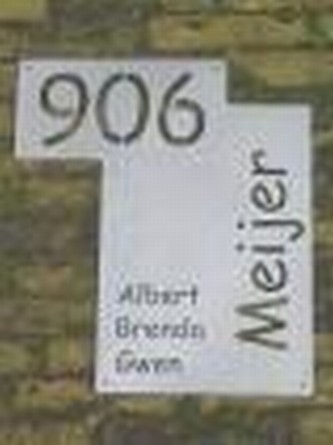 906
Meijer
Albert
Brenda
Gwen